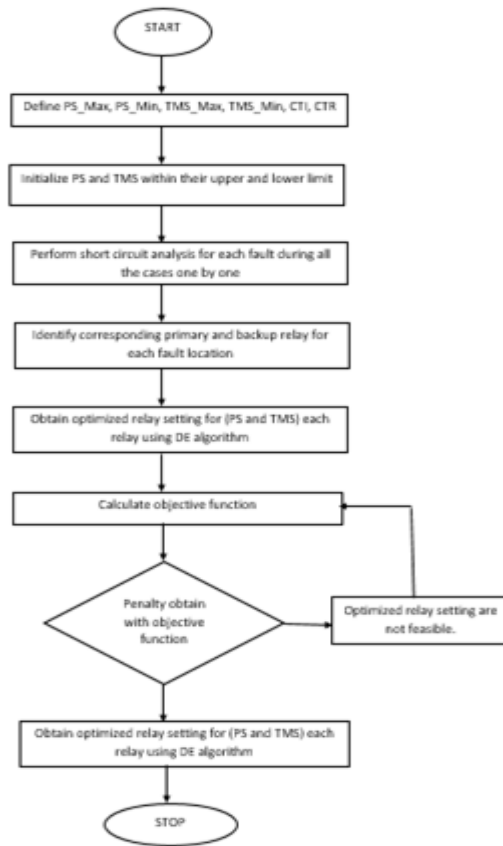 START
Define PS_Max, PS_Min, TMS_Max, TMS_Min, CTI, CTR
Initialize PS and TMS within their upper and lower limit
Perform short circuit analysis for each fault during all
the cases one by one
Identify corresponding primary and backup relay for
each fault location
Obtain optimized relay setting for (PS and TMS) each
relay using DE algorithm
Calculate objective function
Penalty obtain
with objective
function
Optimized relay setting are
not feasible.
Obtain optimized relay setting for (PS and TMS) each
relay using DE algorithm
STOP